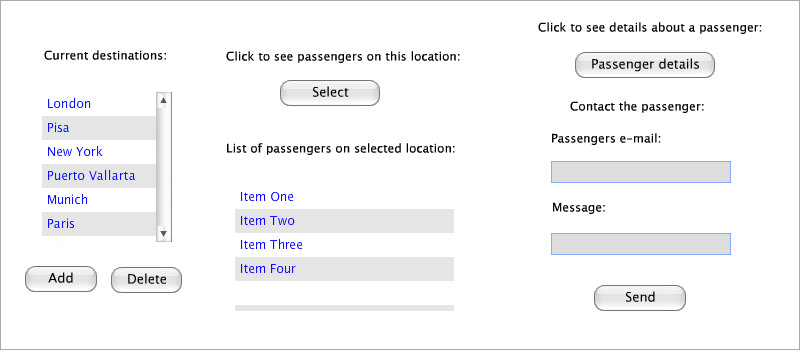 Current destinations:
London
Pisa
New York
Puerto Vallarta
Munich
Paris
Add
Delete
Click to see passengers on this location:
Select
List of passengers on selected location:
Item One
Item Two
Item Three
Item Four
Click to see details about a passenger:
Passenger details
Contact the passenger:
Passengers e-mail:
Message:
Send